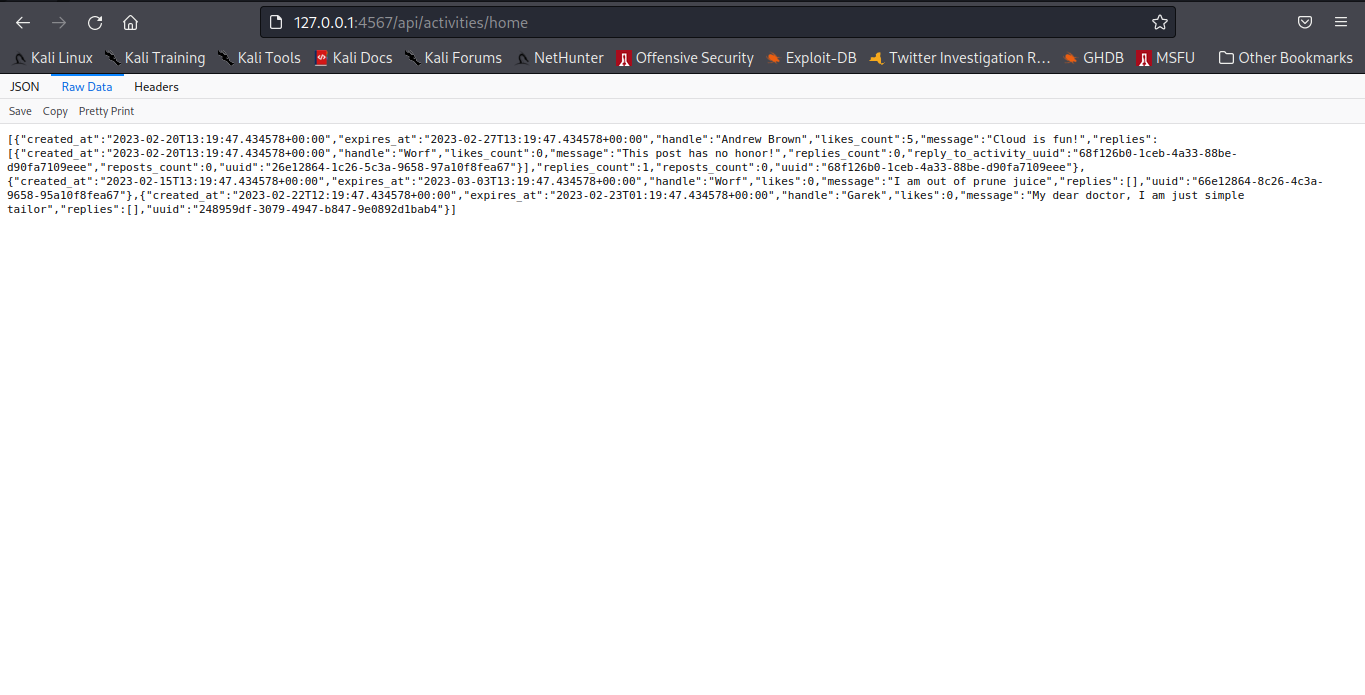 127.0.0.1:4567/api/activities/home
Kali Linux Kali Training Kali Tools Kali Docs Kali Forums NetHunter Offensive Security Exploit-DB Twitter Investigation R... GHDB MSFU Other Bookmarks
JSON Raw Data Headers
Save Copy Pretty Print
[{"created_at":"2023-02-20T13:19:47.434578+00:00","expires_at":"2023-02-27T13:19:47.434578+00:00","handle":"Andrew Brown","likes_count":5,"message":"Cloud is fun!","replies":
[{"created_at":"2023-02-20T13:19:47.434578+00:00","handle":"Worf","likes_count":0,"message":"This post has no honor!","replies_count":0,"reply_to_activity_uuid":"68f126b0-1ceb-4a33-88be-
d90fa7109eee","reposts_count":0,"uuid":"26e12864-1c26-5c3a-9658-97a10f8fea67"}],"replies_count":1,"reposts_count":0,"uuid":"68f126b0-1ceb-4a33-88be-d90fa7109eee"},
{"created_at":"2023-02-15T13:19:47.434578+00:00","expires_at":"2023-03-03T13:19:47.434578+00:00","handle":"Worf","likes":0,"message":"I am out of prune juice","replies":[],"uuid":"66e12864-8c26-4c3a-
9658-95a10f8fea67"},{"created_at":"2023-02-22T12:19:47.434578+00:00","expires_at":"2023-02-23T01:19:47.434578+00:00","handle":"Garek","likes":0,"message":"My dear doctor, I am just simple
tailor","replies":[],"uuid":"248959df-3079-4947-b847-9e0892d1bab4"}]